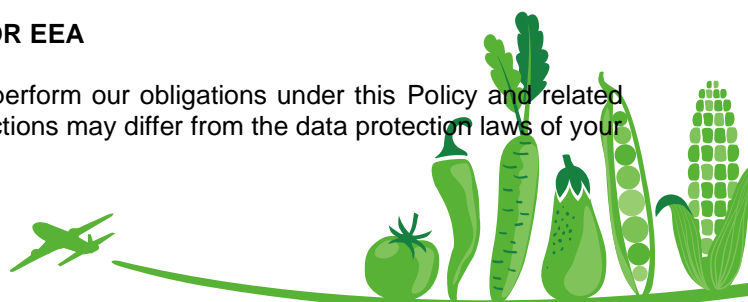 OR EEA
perform our obligations under this Policy and related
ctions may differ from the data protection laws of your